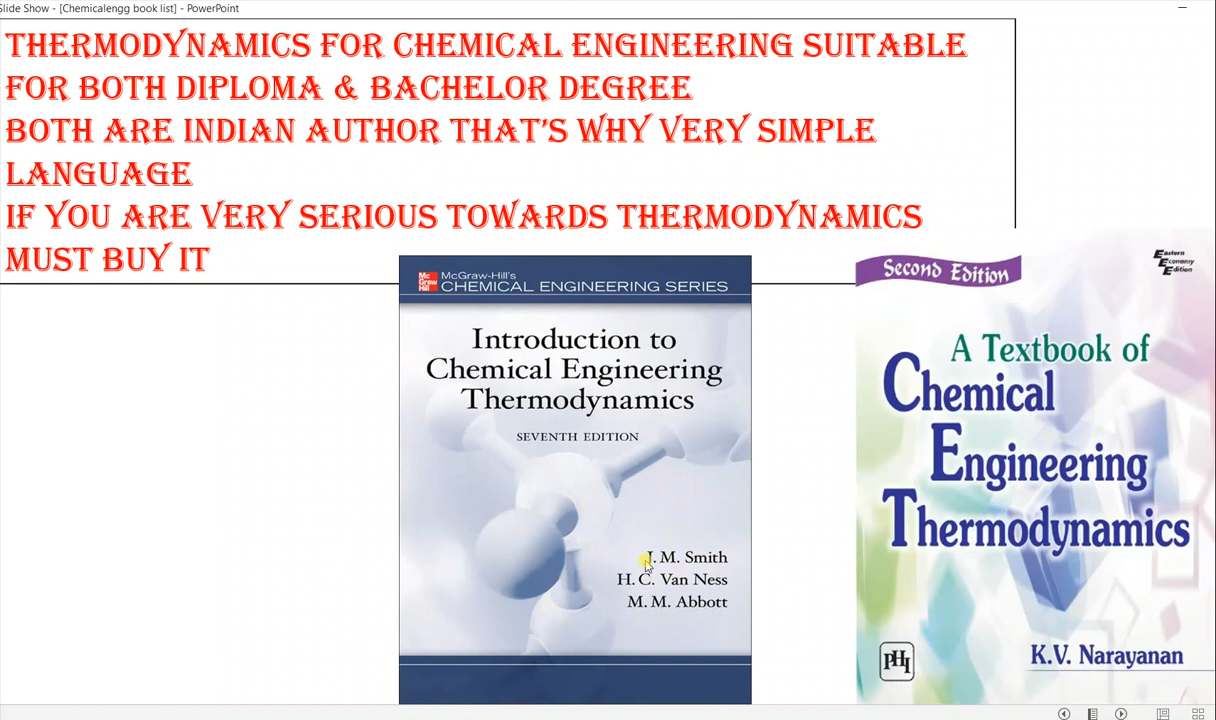 Slide Show - [Chemicalengg book list] - PowerPoint
THERMODYNAMICS FOR CHEMICAL ENGINEERING SUITABLE
FOR BOTH DIPLOMA & BACHELOR DEGREE
BOTH ARE INDIAN AUTHOR THAT'S WHY VERY SIMPLE
LANGUAGE
IF YOU ARE VERY SERIOUS TOWARDS THERMODYNAMICS
MUST BUY IT
Mc
Graw
Hill
McGraw-Hill's
CHEMICAL ENGINEERING SERIES
Introduction to
Chemical Engineering
Thermodynamics
SEVENTH EDITION
J. M. Smith
H. C. Van Ness
M. M. Abbott
Second Edition
Eastern
Economy
Edition
A Textbook of
Chemical
Engineering
Thermodynamics
PHI
K.V. Narayanan